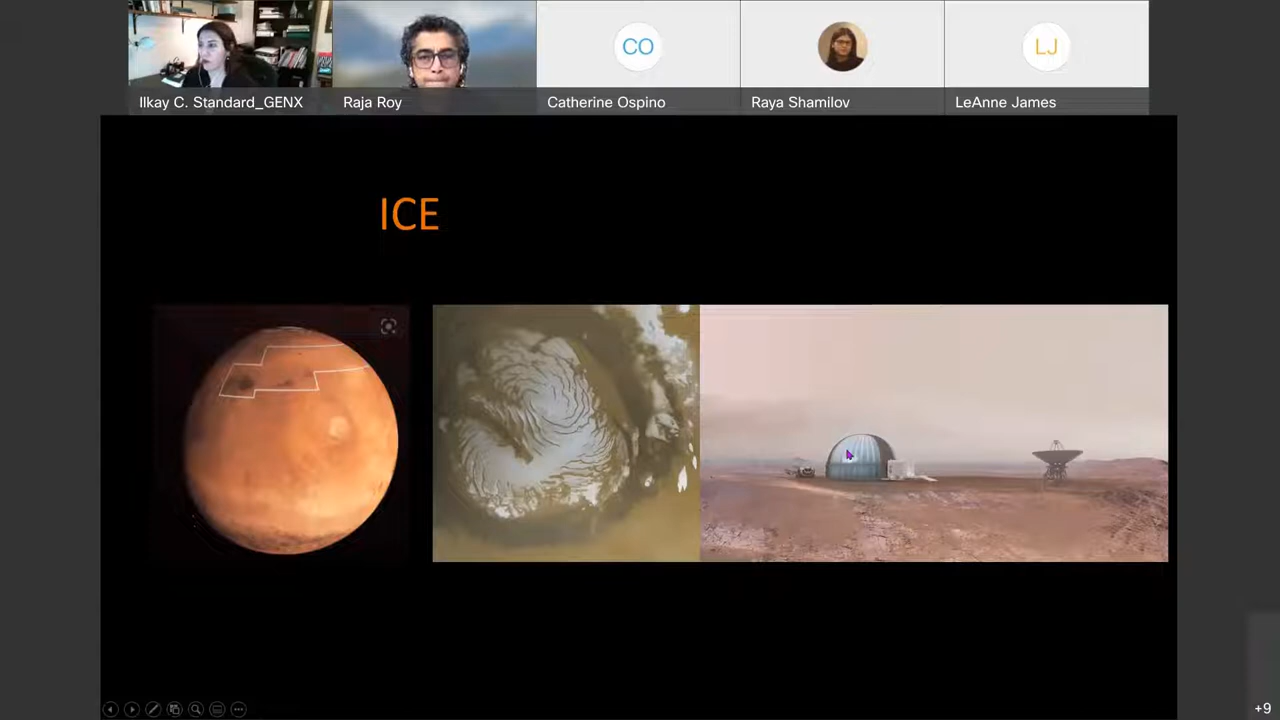 Ilkay C. Standard_GENX
Raja Roy
CO
Catherine Ospino
Raya Shamilov
LJ
LeAnne James
ICE
+9